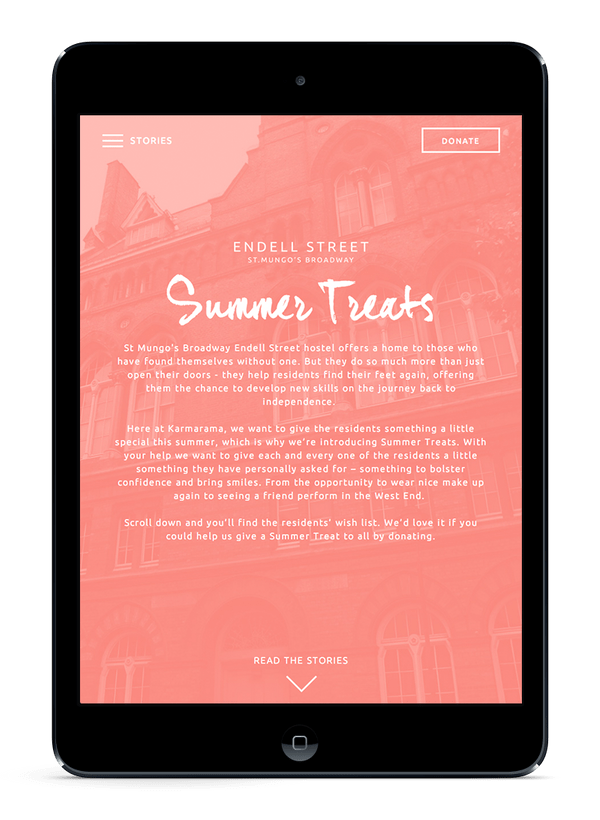 STORIES
DONATE
ENDELL STREET
ST.MUNGO'S BROADWAY
Summer Treats
St Mungo's Broadway Endell Street hostel offers a home to those who
have found themselves without one. But they do so much more than just
open their doors - they help residents find their feet again, offering
them the chance to develop new skills on the journey back to
independence.
Here at Karmarama, we want to give the residents something a little
special this summer, which is why we're introducing Summer Treats. With
your help we want to give each and every one of the residents a little
something they have personally asked for – something to bolster
confidence and bring smiles. From the opportunity to wear nice make up
again to seeing a friend perform in the West End.
Scroll down and you'll find the residents' wish list. We'd love it if you
could help us give a Summer Treat to all by donating.
READ THE STORIES